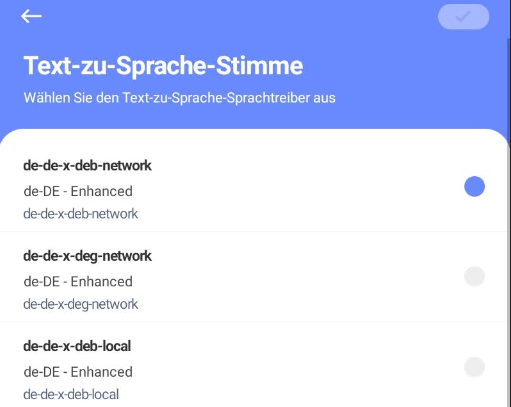 Text-zu-Sprache-Stimme
Wählen Sie den Text-zu-Sprache-Sprachtreiber aus
de-de-x-deb-network
de-DE - Enhanced
de-de-x-deb-network
de-de-x-deg-network
de-DE - Enhanced
de-de-x-deg-network
de-de-x-deb-local
de-DE - Enhanced
de-de-x-deb-local